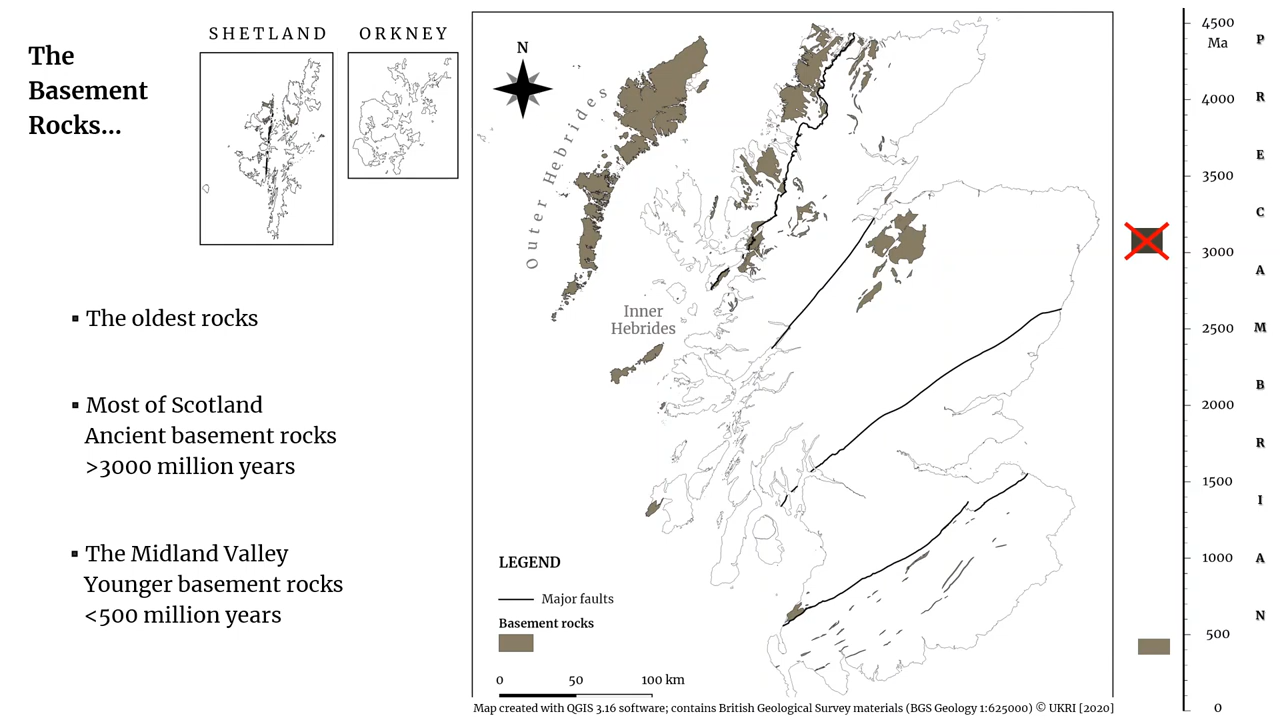 The
Basement
Rocks...
▪ The oldest rocks
▪ Most of Scotland
Ancient basement rocks
>3000 million years
▪ The Midland Valley
Younger basement rocks
<500 million years
SHETLAND
ORKNEY
N
Outer Hebrides
Inner
Hebrides
LEGEND
Major faults
Basement rocks
0 50 100 km
Map created with QGIS 3.16 software; contains British Geological Survey materials (BGS Geology 1:625000) © UKRI [2020]
4500
Ma
4000
3500
3000
2500
2000
1500
1000
500
0
P
R
E
C
A
M
B
R
I
A
N